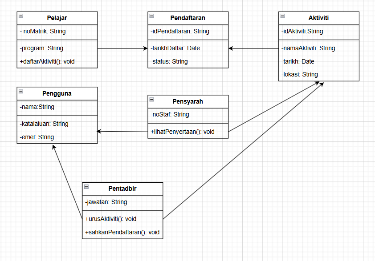 Pelajar
- noMatrik: String
-program: String
+daftarAktiviti(): void
Pendaftaran
-idPendaftaran: String
-tarikhDaftar: Date
status: String
Aktiviti
-idAktiviti:String
-namaAktiviti: String
tarikh: Date
lokasi: String
Pengguna
-nama:String
-katalaluan: String
-emel: String
Pensyarah
noStaf: String
+lihatPenyertaan(): void
Pentadbir
-jawatan: String
+urusAktiviti(): void
+sahkanPendaftaran(): void